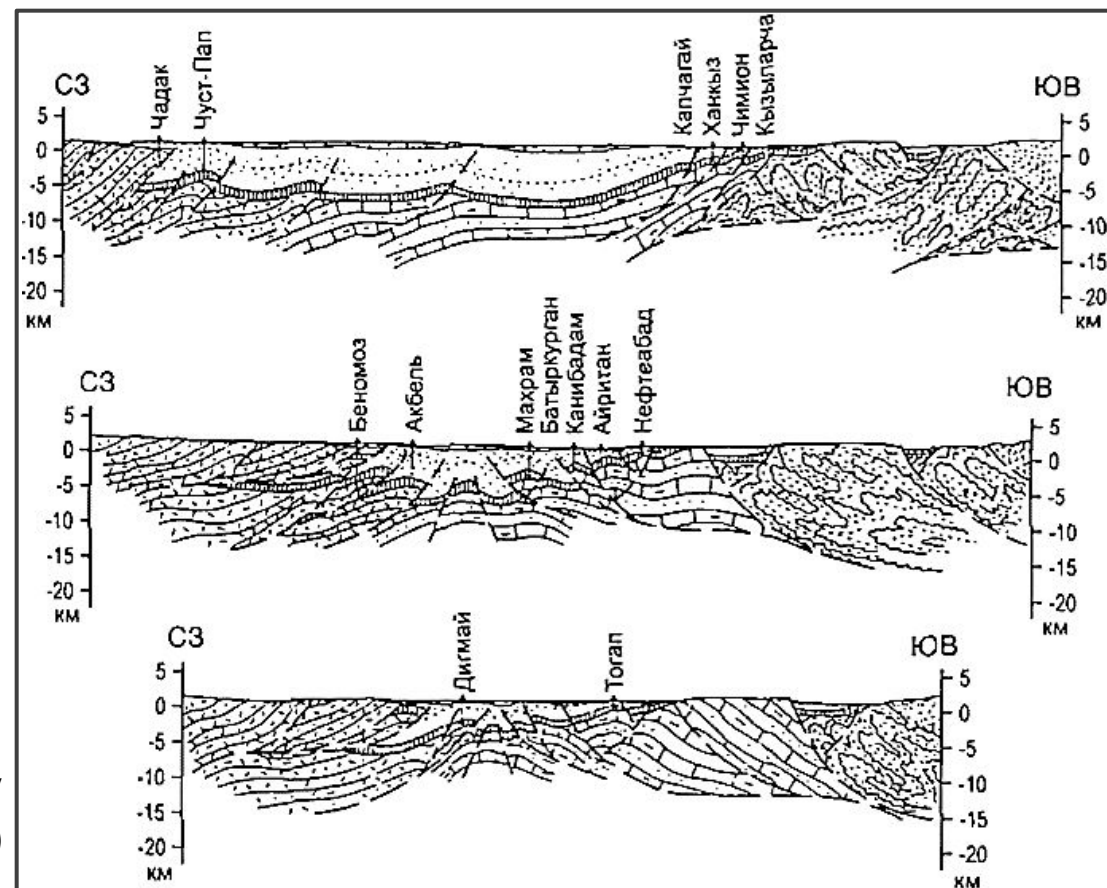 СЗ
Чадак
Чуст-Пап
Капчагай
Ханкыз
Чимион
Кызыларча
ЮВ
5
0
-5
-10
-15
-20
км
5
0
-5
-10
-15
-20
км
СЗ
Беномоз
Акбель
Махрам
Батыркурган
Канибадам
Айритан
Нефтеабад
ЮВ
5
0
-5
-10
-15
-20
км
5
0
-5
-10
-15
-20
км
СЗ
Дигмай
Тогап
ЮВ
5
0
-5
-10
-15
-20
км
5
0
-5
-10
-15
-20
км